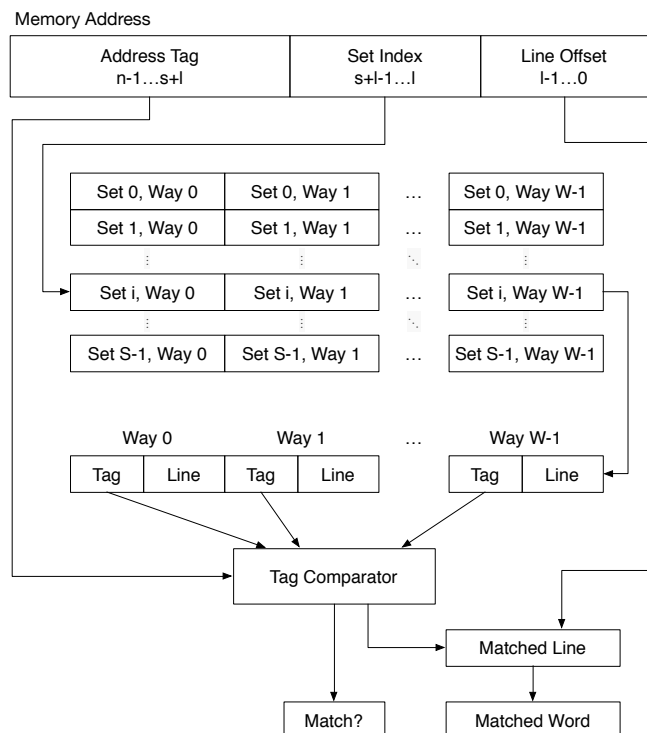 Memory Address
Address Tag Set Index Line Offset
n-1…s+l s+l-1…l l-1…0
Set 0, Way 0 Set 0, Way 1 … Set 0, Way W-1
Set 1, Way 0 Set 1, Way 1 … Set 1, Way W-1
⋮ ⋮ ⋱ ⋮
Set i, Way 0 Set i, Way 1 … Set i, Way W-1
⋮ ⋮ ⋱ ⋮
Set S-1, Way 0 Set S-1, Way 1 … Set S-1, Way W-1
Way 0 Way 1 … Way W-1
Tag Line Tag Line Tag Line
Tag Comparator
Matched Line
Match? Matched Word